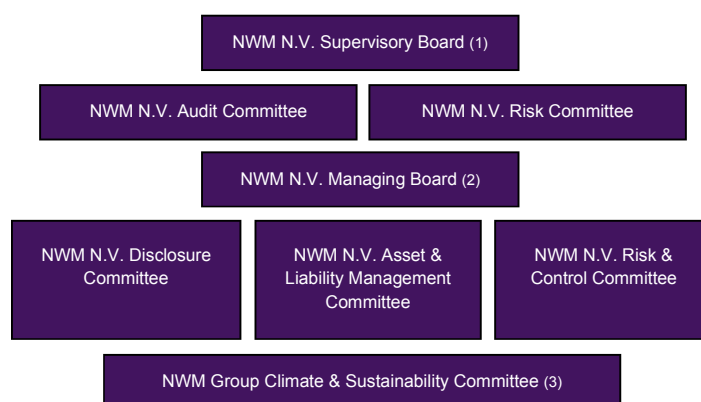 NWM N.V. Supervisory Board (1)
NWM N.V. Audit Committee
NWM N.V. Risk Committee
NWM N.V. Managing Board (2)
NWM N.V. Disclosure
Committee
NWM N.V. Asset &
Liability Management
Committee
NWM N.V. Risk &
Control Committee
NWM Group Climate & Sustainability Committee (3)